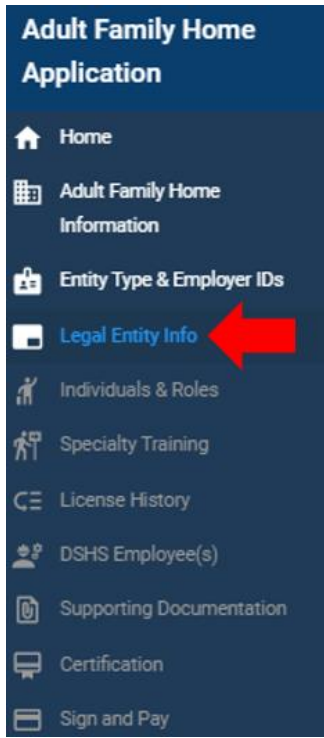 Adult Family Home
Application
Home
Adult Family Home
Information
Entity Type & Employer IDs
Legal Entity Info
Individuals & Roles
Specialty Training
License History
DSHS Employee(s)
Supporting Documentation
Certification
Sign and Pay